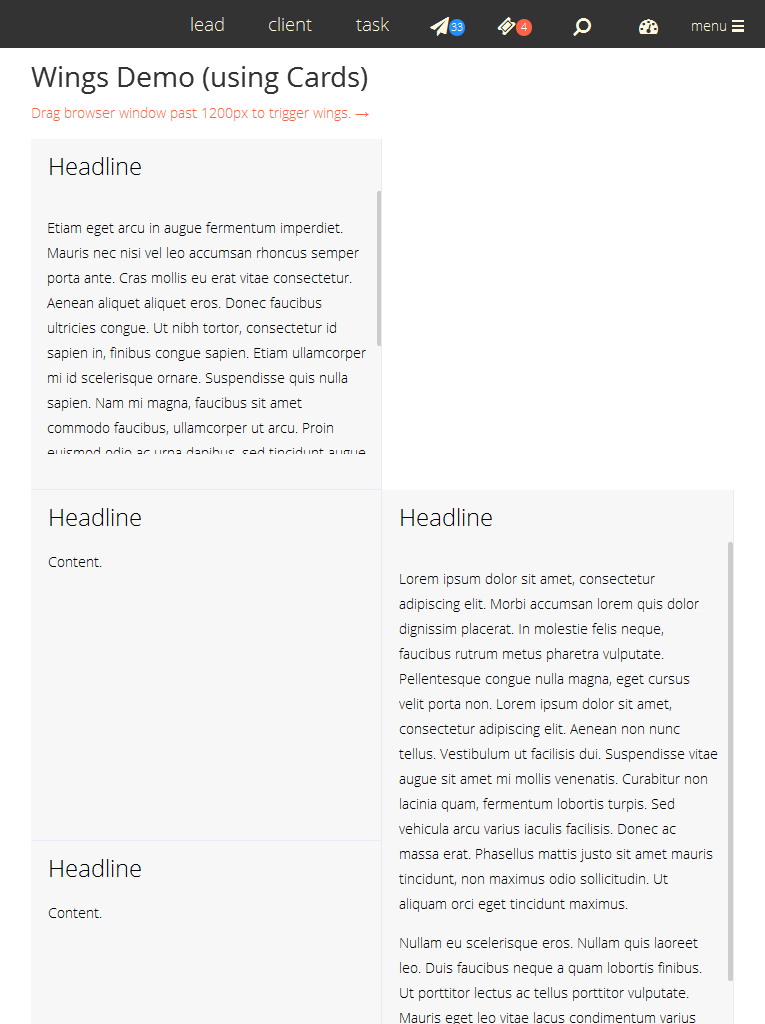 lead client task 33 4 menu
Wings Demo (using Cards)
Drag browser window past 1200px to trigger wings. →
Headline
Etiam eget arcu in augue fermentum imperdiet.
Mauris nec nisi vel leo accumsan rhoncus semper
porta ante. Cras mollis eu erat vitae consectetur.
Aenean aliquet aliquet eros. Donec faucibus
ultricies congue. Ut nibh tortor, consectetur id
sapien in, finibus congue sapien. Etiam ullamcorper
mi id scelerisque ornare. Suspendisse quis nulla
sapien. Nam mi magna, faucibus sit amet
commodo faucibus, ullamcorper ut arcu. Proin
euismod odio ac urna dapibus, sed tincidunt augue
Headline
Content.
Headline
Content.
Headline
Lorem ipsum dolor sit amet, consectetur
adipiscing elit. Morbi accumsan lorem quis dolor
dignissim placerat. In molestie felis neque,
faucibus rutrum metus pharetra vulputate.
Pellentesque congue nulla magna, eget cursus
velit porta non. Lorem ipsum dolor sit amet,
consectetur adipiscing elit. Aenean non nunc
tellus. Vestibulum ut facilisis dui. Suspendisse vitae
augue sit amet mi mollis venenatis. Curabitur non
lacinia quam, fermentum lobortis turpis. Sed
vehicula arcu varius iaculis facilisis. Donec ac
massa erat. Phasellus mattis justo sit amet mauris
tincidunt, non maximus odio sollicitudin. Ut
aliquam orci eget tincidunt maximus.
Nullam eu scelerisque eros. Nullam quis laoreet
leo. Duis faucibus neque a quam lobortis finibus.
Ut porttitor lectus ac tellus porttitor vulputate.
Mauris eget leo vitae lacus condimentum varius